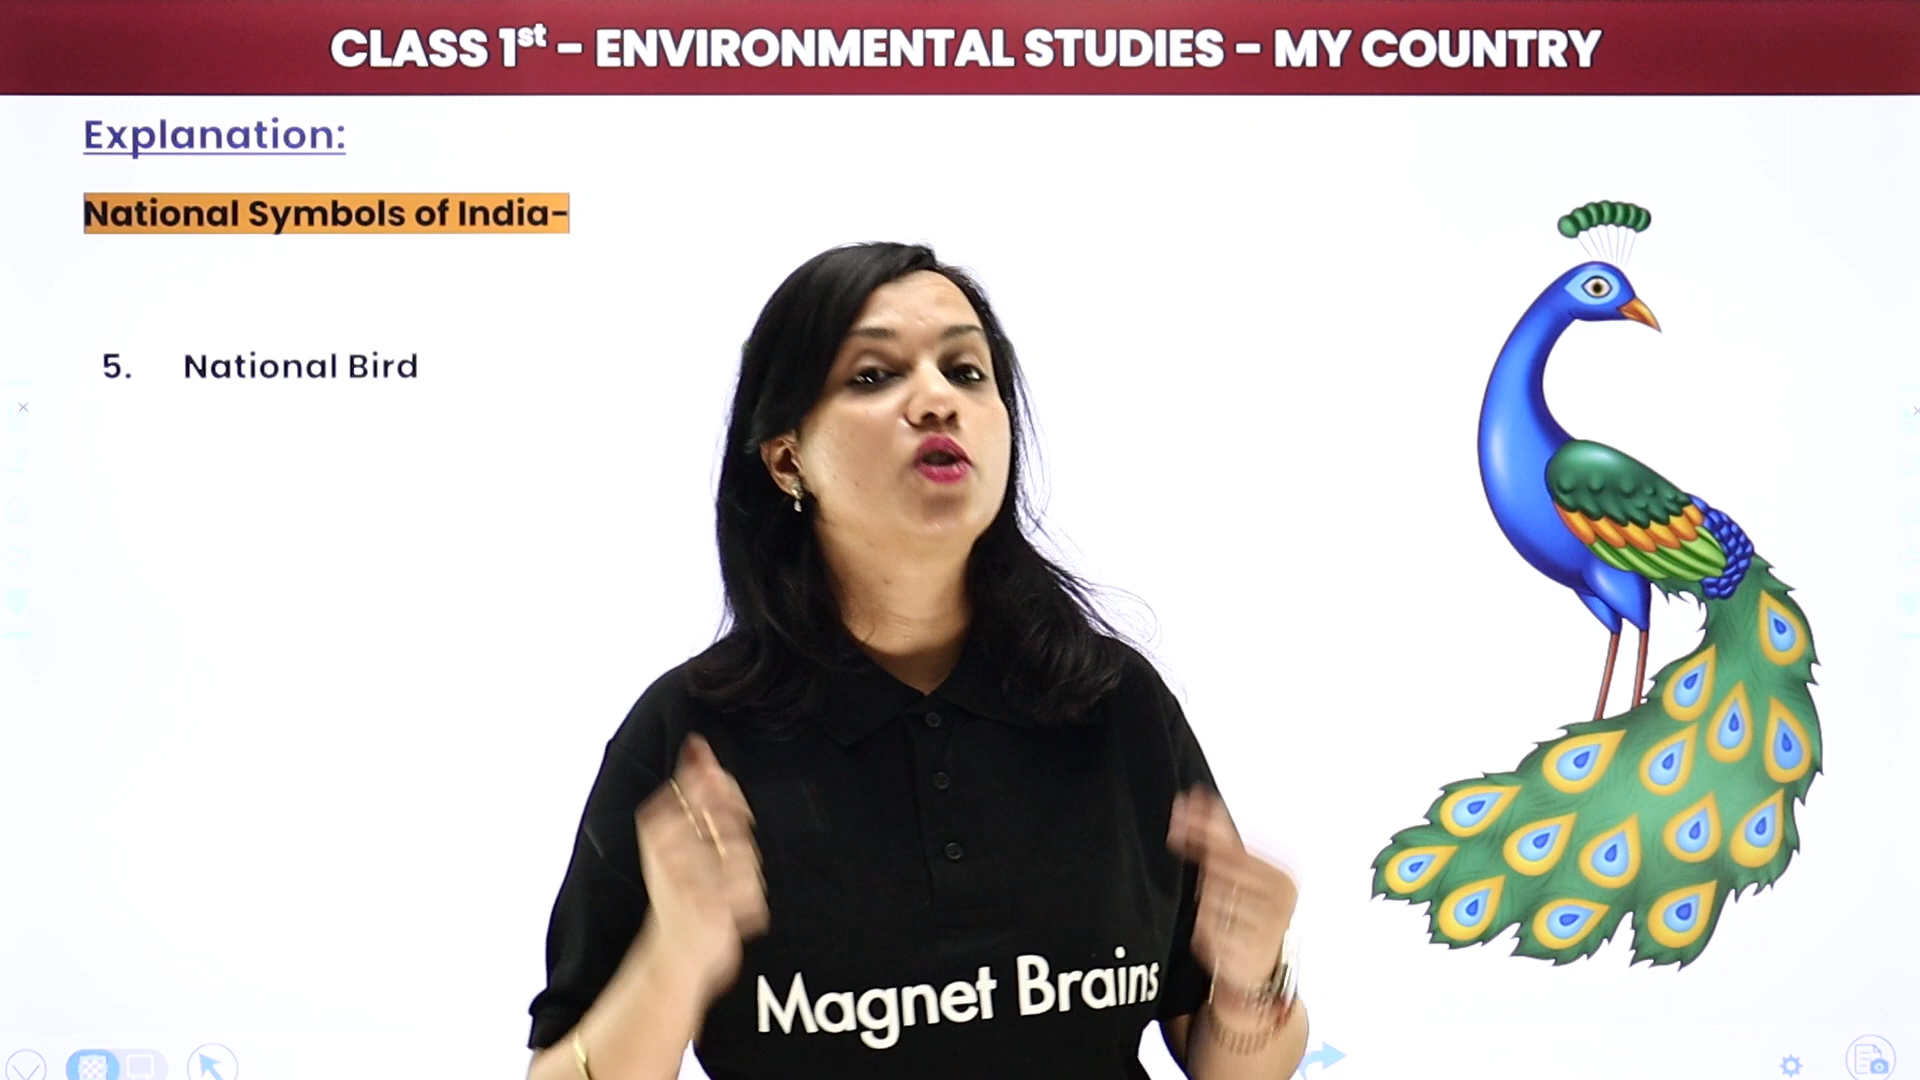 CLASS 1st – ENVIRONMENTAL STUDIES – MY COUNTRY
Explanation:
National Symbols of India-
5. National Bird
Magnet Brains